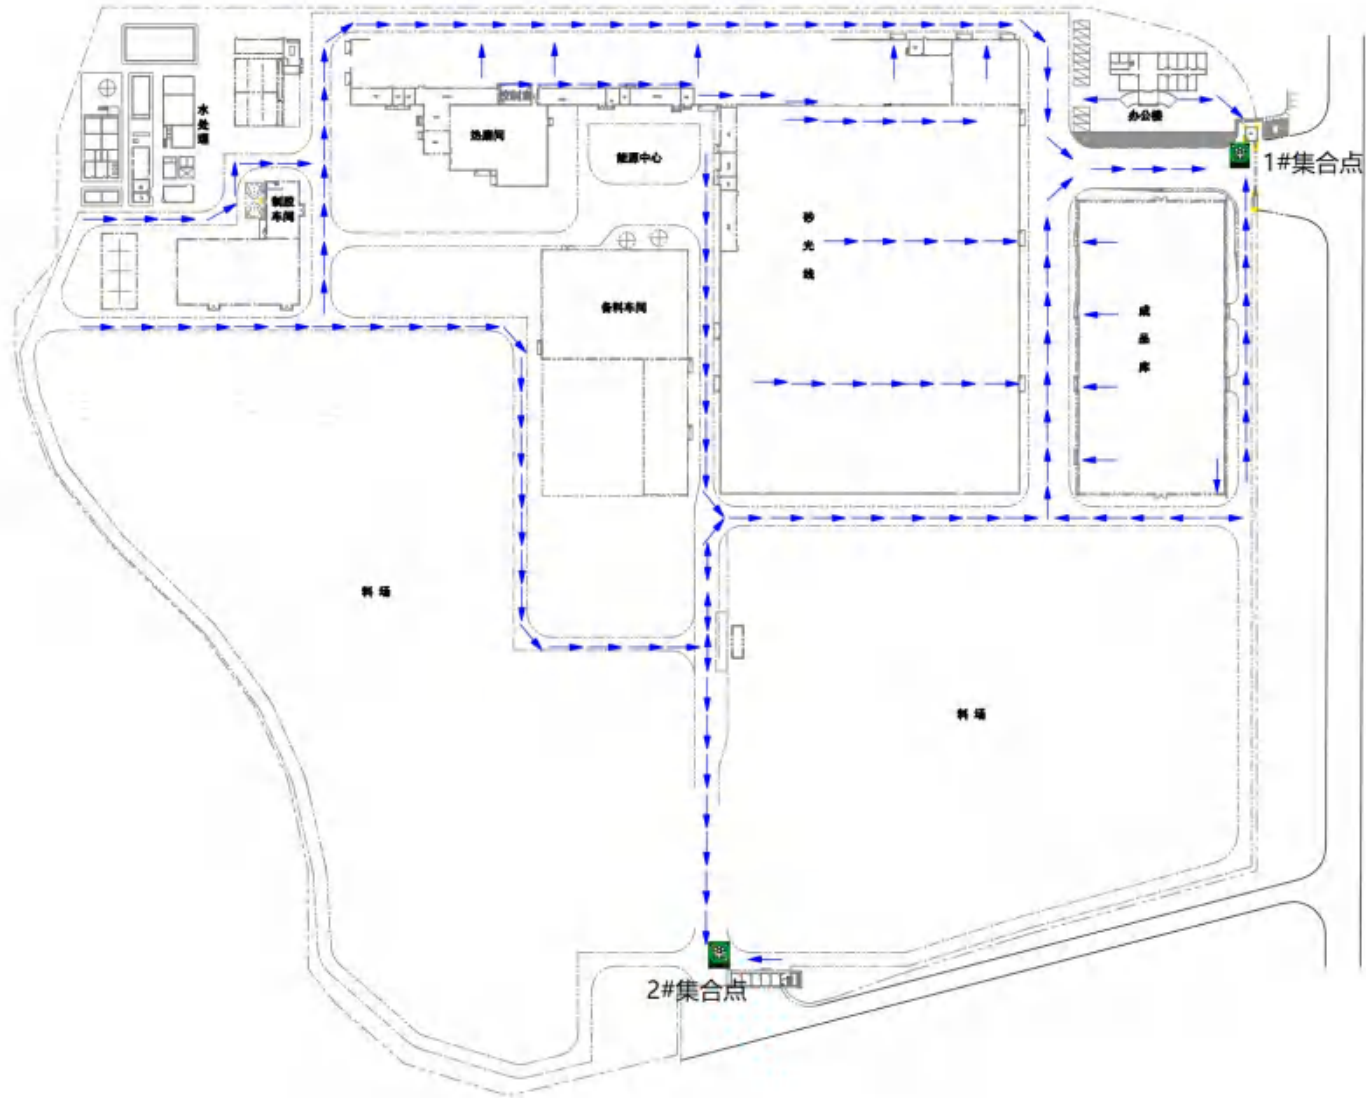 办公楼
水处理
热磨间
能源中心
1#集合点
制胶
车间
砂光线
备料车间
成品库
料场
料场
2#集合点